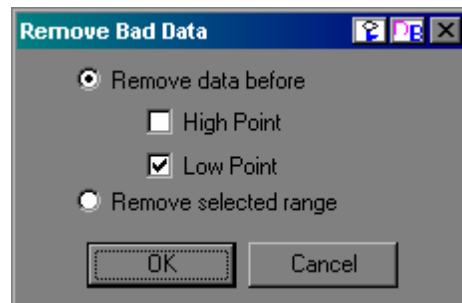 Remove Bad Data
Remove data before
High Point
Low Point
Remove selected range
OK
Cancel